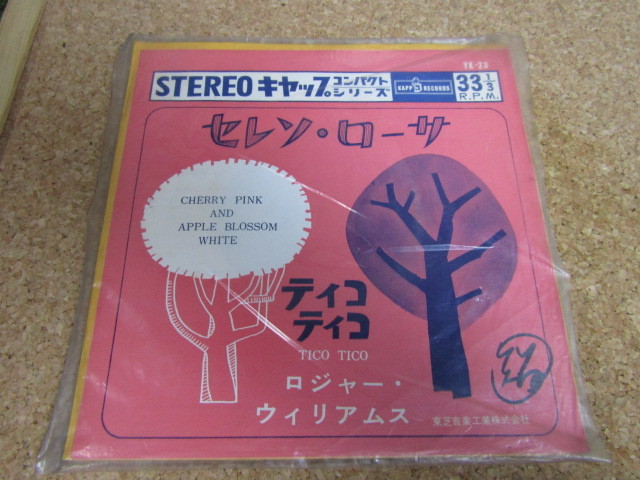 YK-23
STEREO キャップ コンパクトシリーズ KAPP RECORDS 33 1/3 R.P.M.
セレソ・ローサ
CHERRY PINK
AND
APPLE BLOSSOM
WHITE
ティコ
ティコ
TICO TICO
ロジャー・
ウィリアムス
東芝音楽工業株式会社